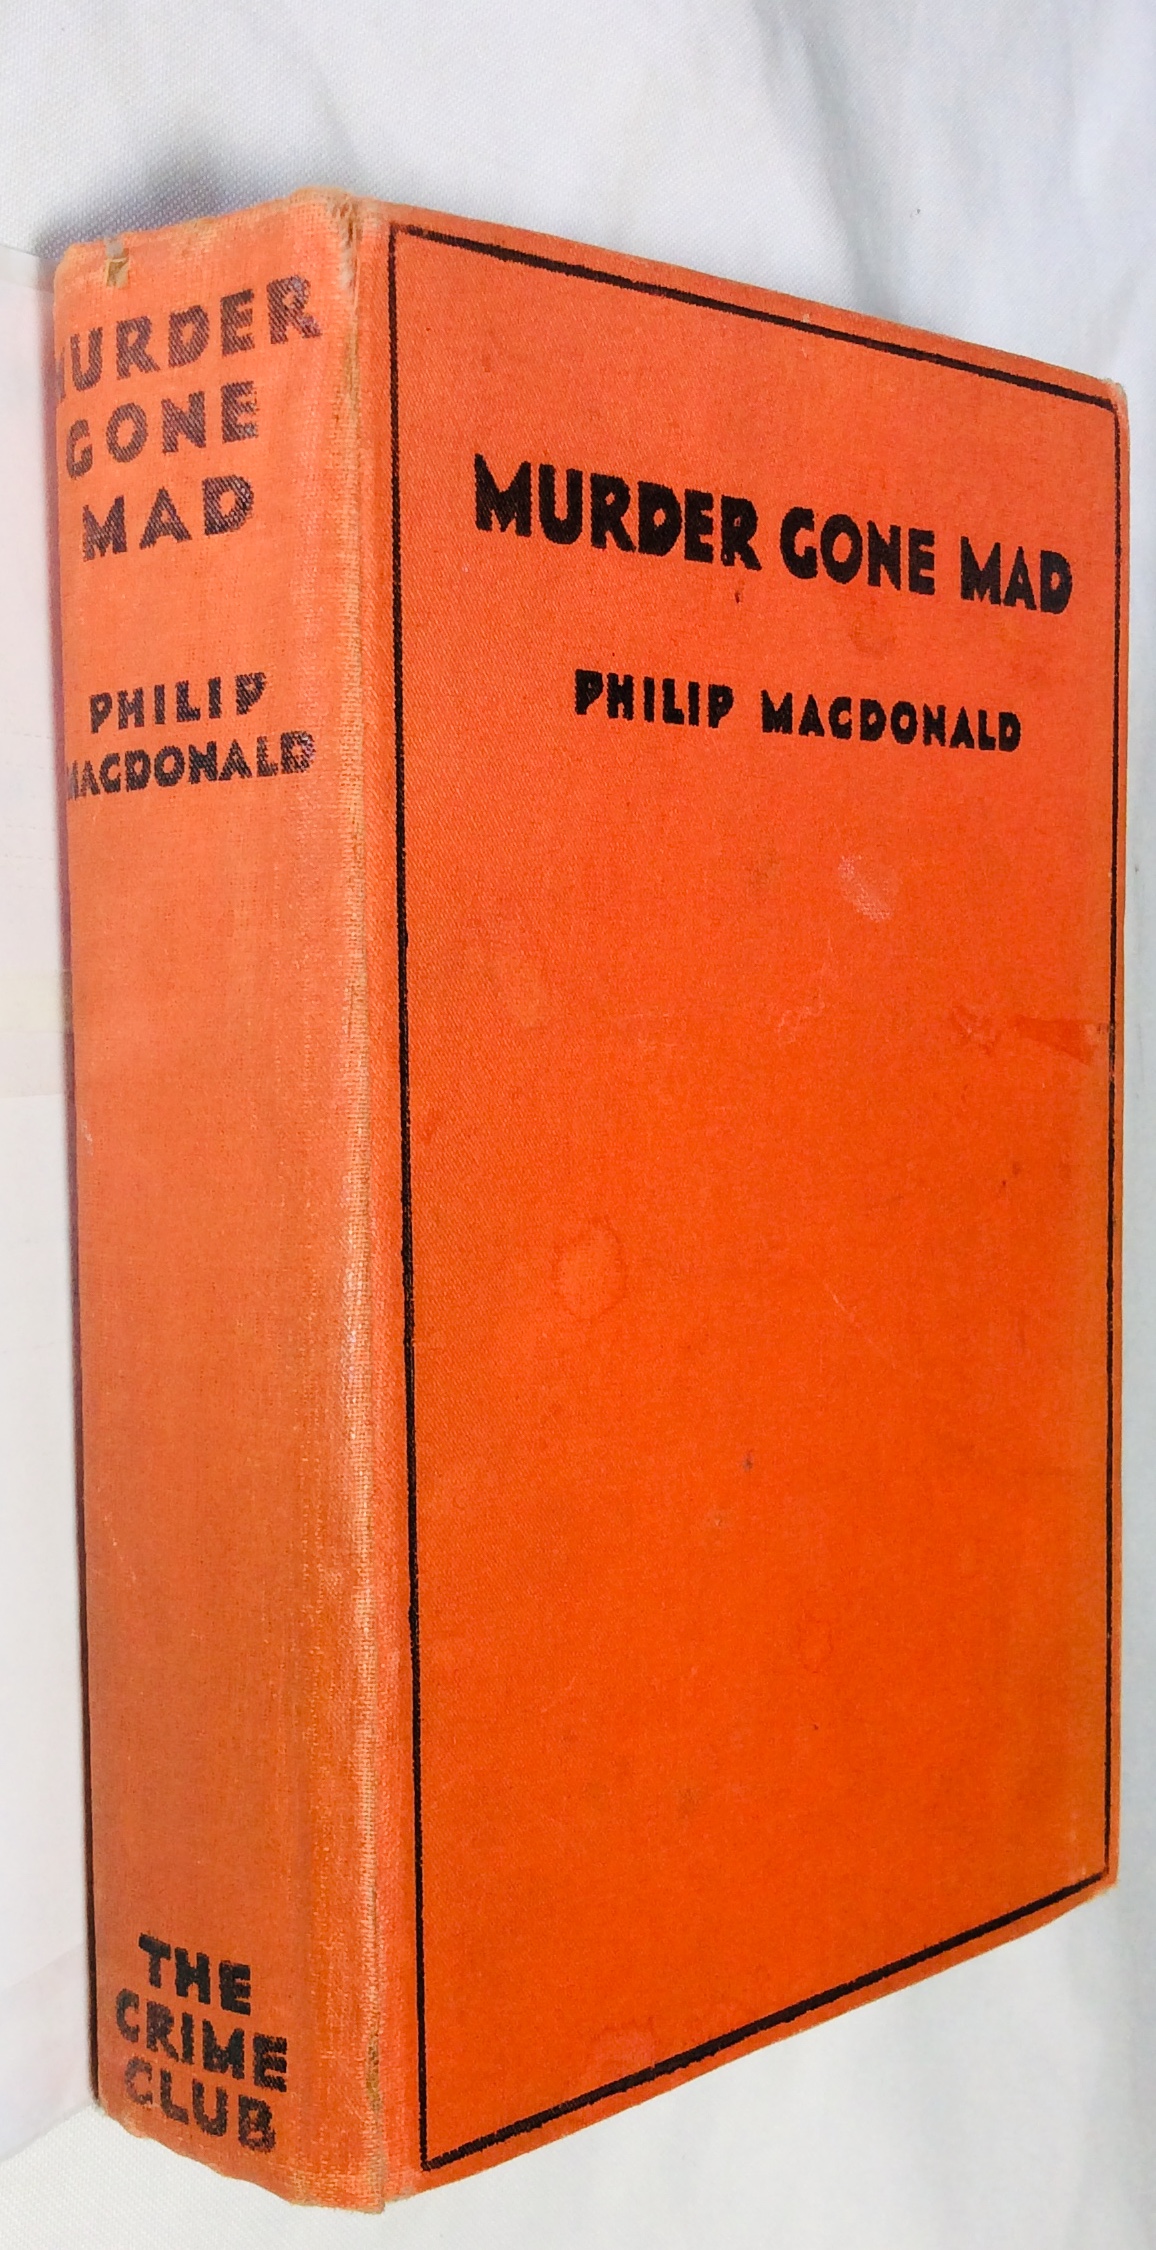 MURDER
GONE
MAD
PHILIP
MACDONALD
THE
CRIME
CLUB
MURDER GONE MAD
PHILIP MACDONALD